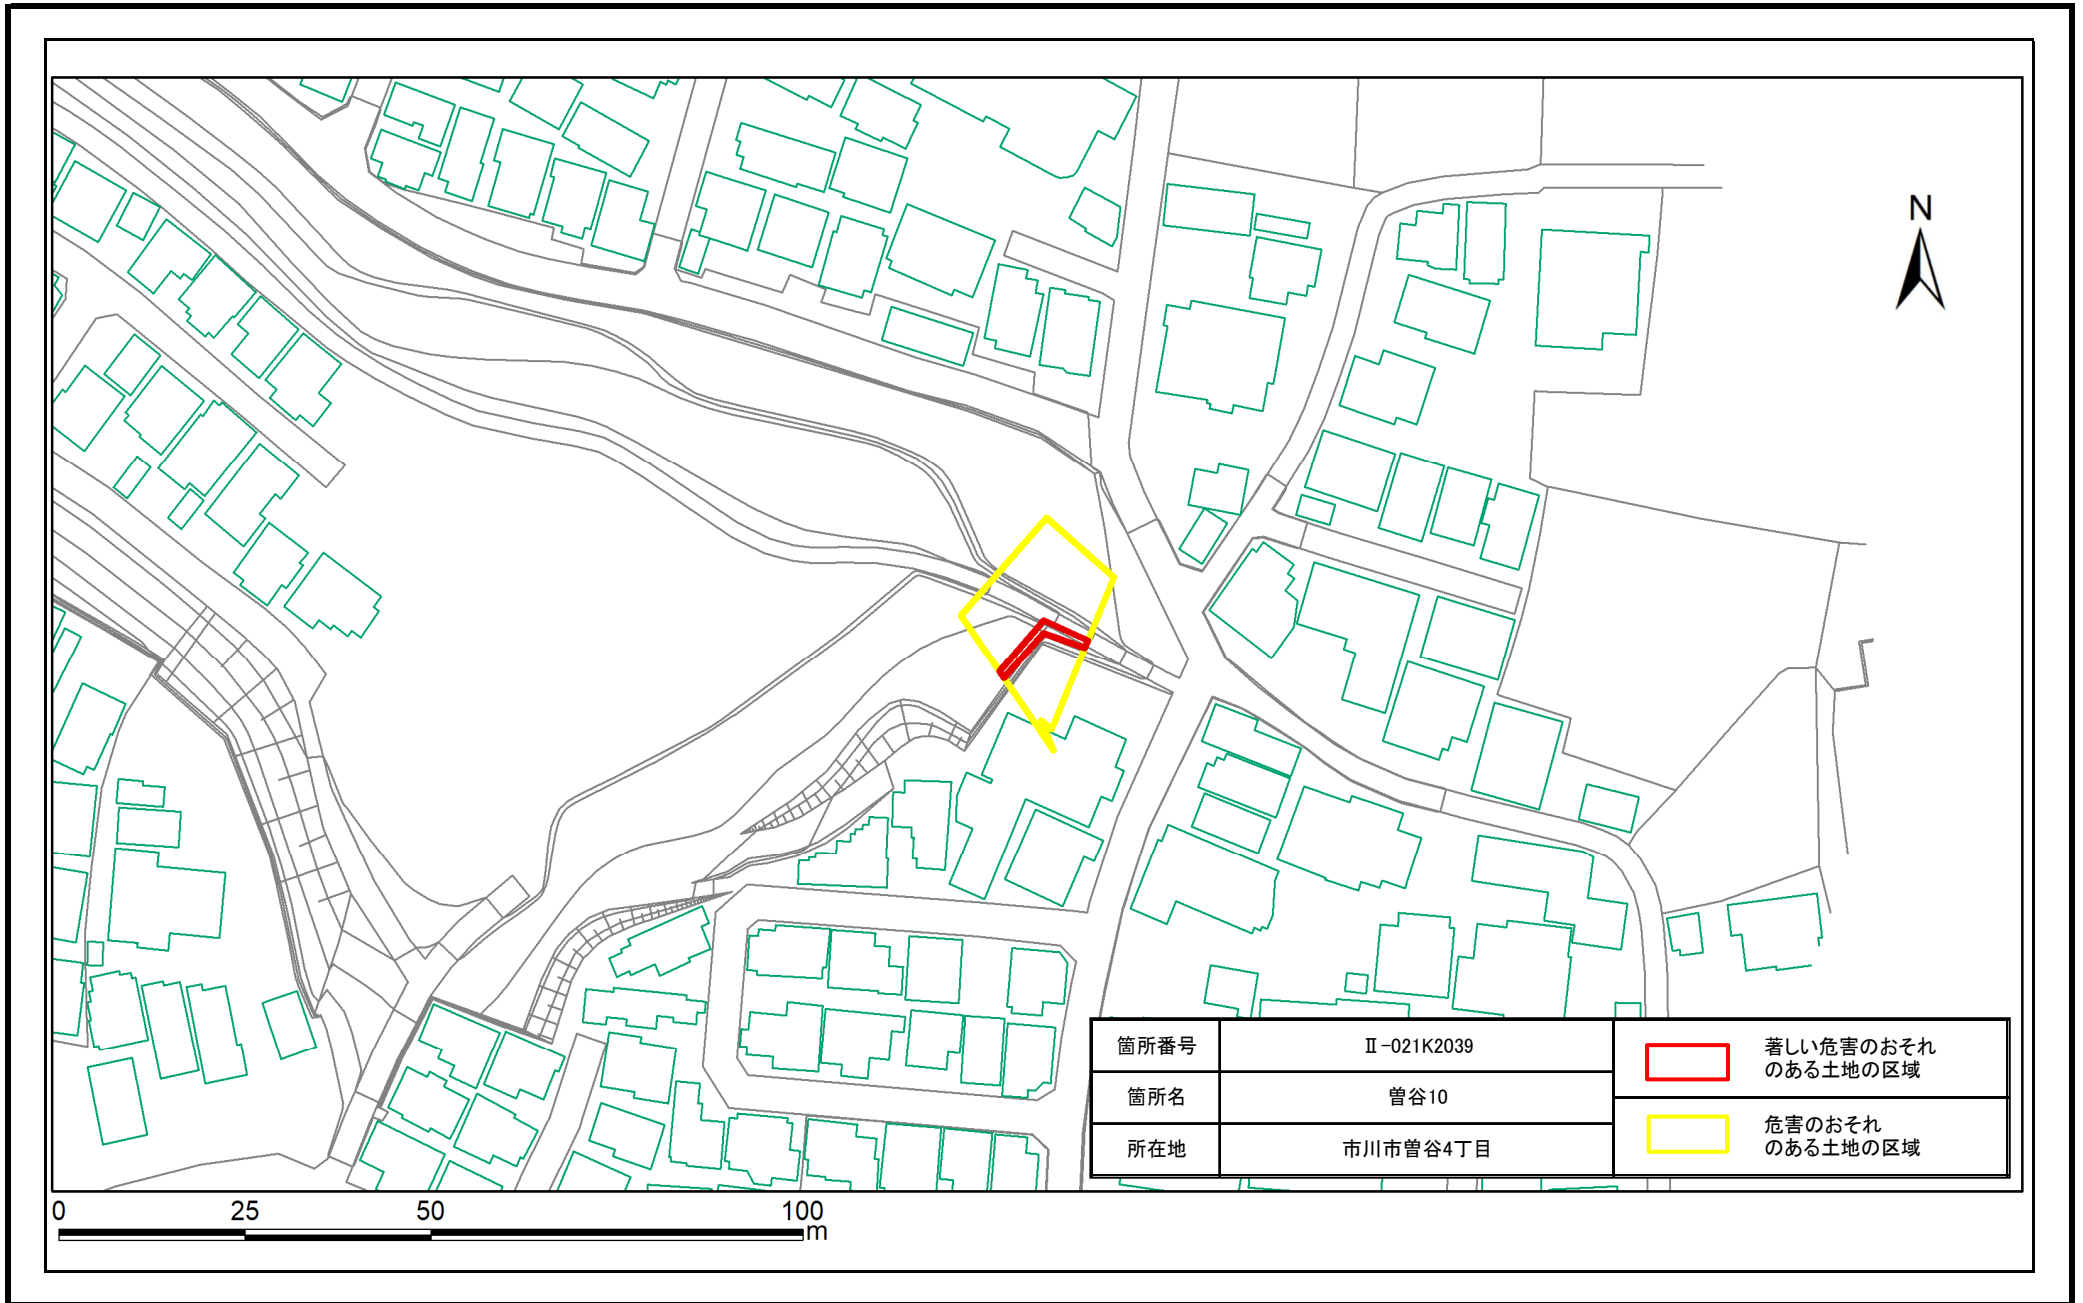 N
箇所番号
Ⅱ-021K2039
箇所名
曽谷10
所在地
市川市曽谷4丁目
著しい危害のおそれ
のある土地の区域
危害のおそれ
のある土地の区域
0 25 50 100
m